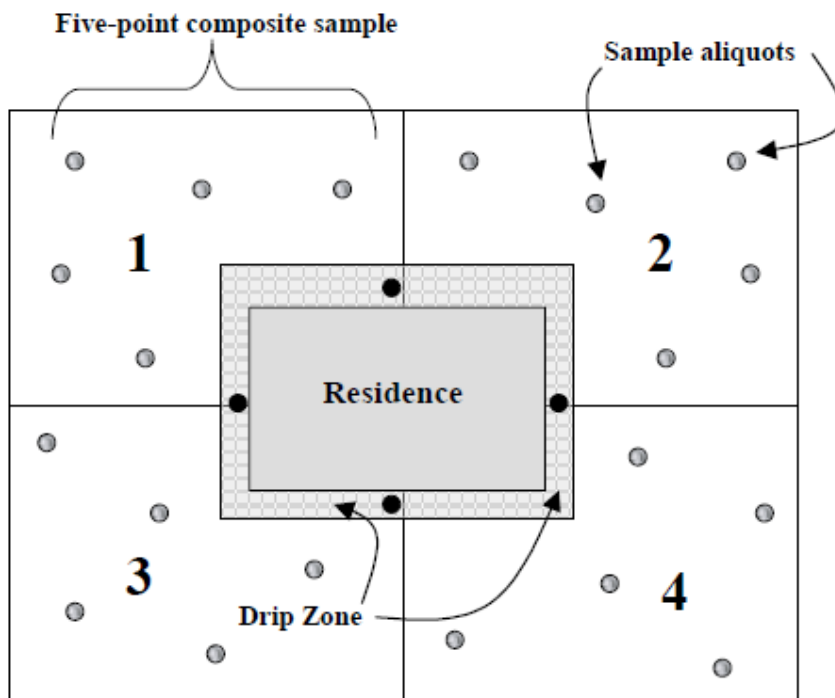 Five-point composite sample
Sample aliquots
1
2
Residence
3
4
Drip Zone